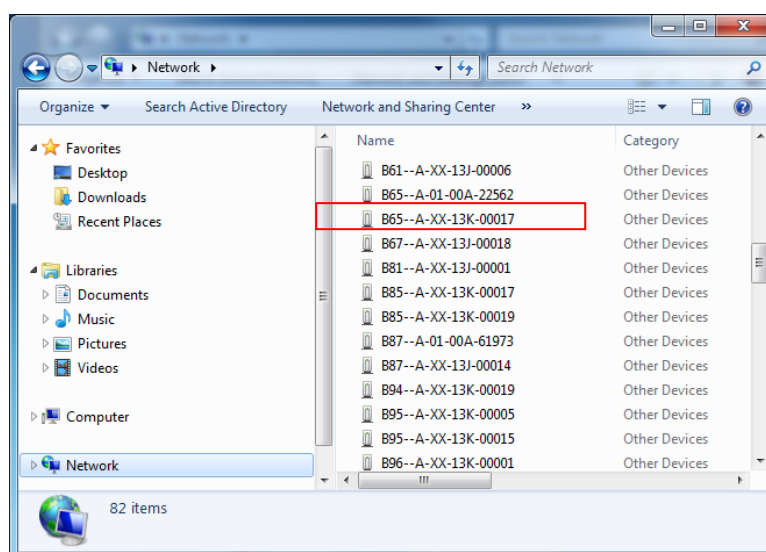 Network
Search Network
Organize
Search Active Directory
Network and Sharing Center
»
Favorites
Desktop
Downloads
Recent Places
Libraries
Documents
Music
Pictures
Videos
Computer
Network
Name
Category
B61--A-XX-13J-00006 Other Devices
B65--A-01-00A-22562 Other Devices
B65--A-XX-13K-00017 Other Devices
B67--A-XX-13J-00018 Other Devices
B81--A-XX-13J-00001 Other Devices
B85--A-XX-13K-00017 Other Devices
B85--A-XX-13K-00019 Other Devices
B87--A-01-00A-61973 Other Devices
B87--A-XX-13J-00014 Other Devices
B94--A-XX-13K-00019 Other Devices
B95--A-XX-13K-00005 Other Devices
B95--A-XX-13K-00015 Other Devices
B96--A-XX-13K-00001 Other Devices
82 items